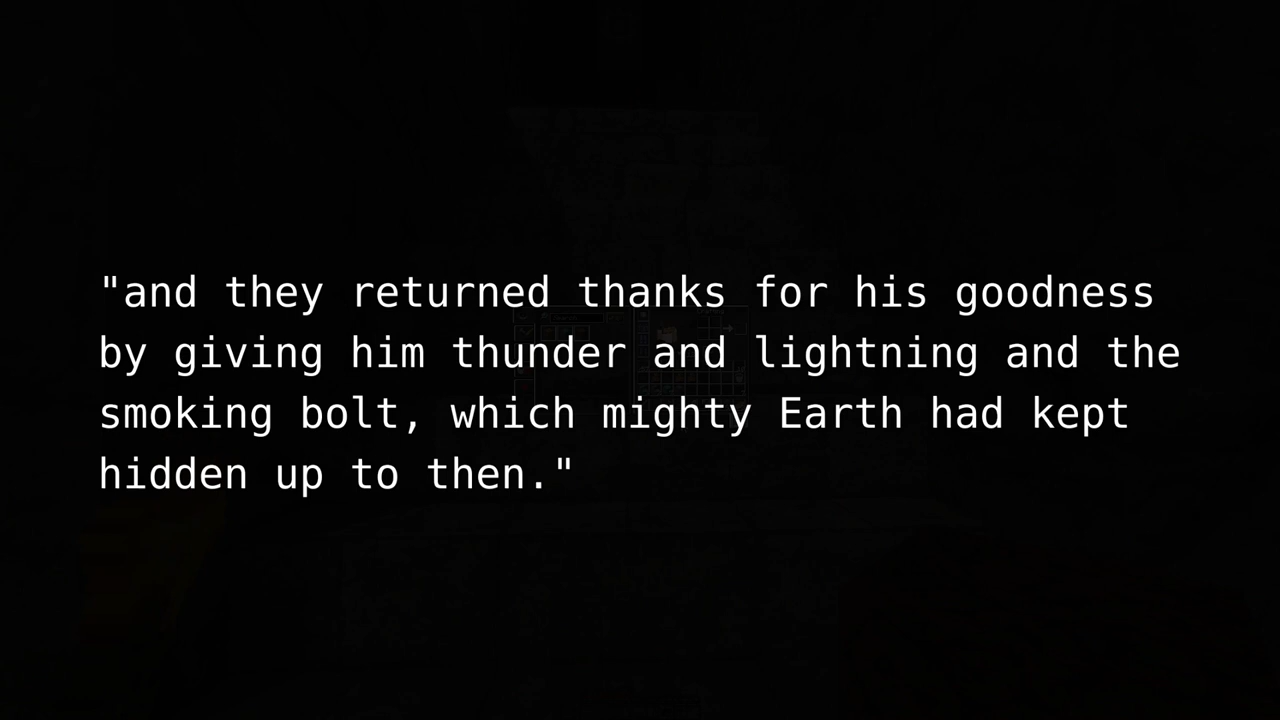 "and they returned thanks for his goodness
by giving him thunder and lightning and the
smoking bolt, which mighty Earth had kept
hidden up to then."